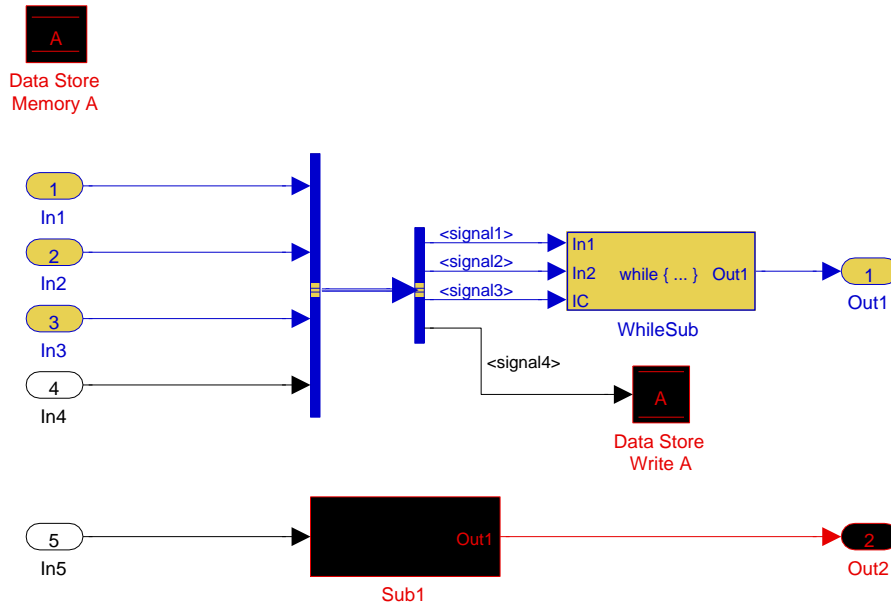 A
Data Store
Memory A
1
In1
2
In2
3
In3
4
In4
<signal1>
<signal2>
<signal3>
<signal4>
In1
In2
IC
while { ... }
Out1
WhileSub
1
Out1
A
Data Store
Write A
5
In5
Out1
Sub1
2
Out2